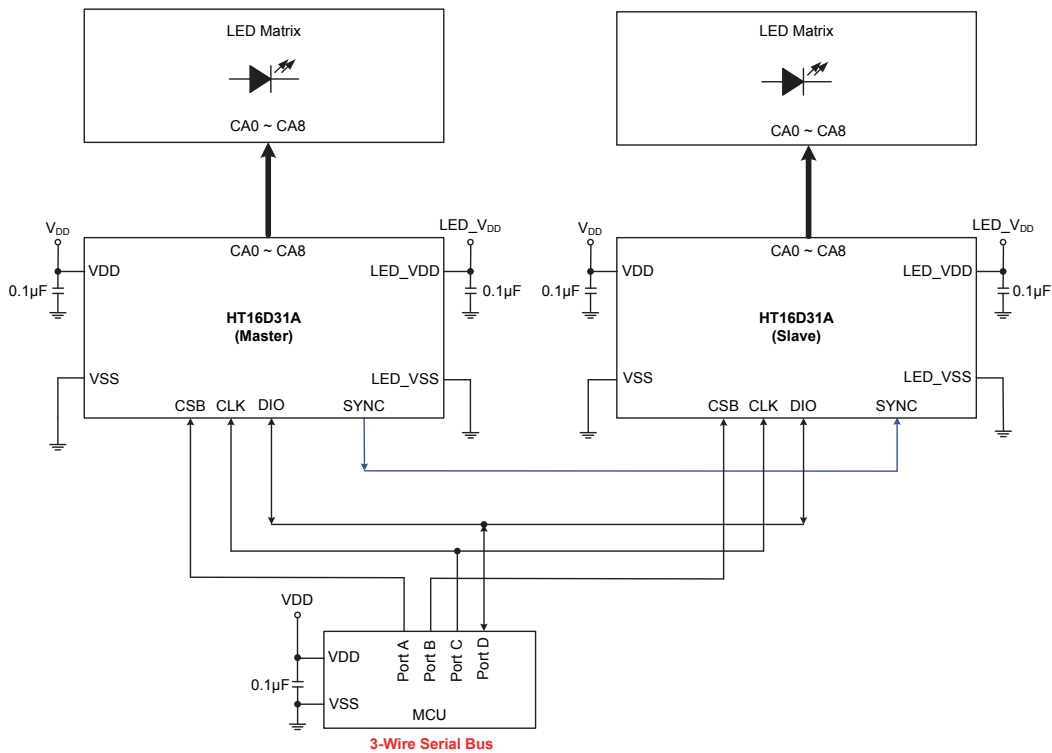 LED Matrix
CA0 ~ CA8
LED Matrix
CA0 ~ CA8
VDD
LED_VDD
CA0 ~ CA8
VDD
LED_VDD
0.1µF
0.1µF
HT16D31A
(Master)
VSS
LED_VSS
CSB CLK DIO SYNC
VDD
LED_VDD
CA0 ~ CA8
VDD
LED_VDD
0.1µF
0.1µF
HT16D31A
(Slave)
VSS
LED_VSS
CSB CLK DIO SYNC
VDD
Port A
Port B
Port C
Port D
VDD
0.1µF
VSS
MCU
3-Wire Serial Bus